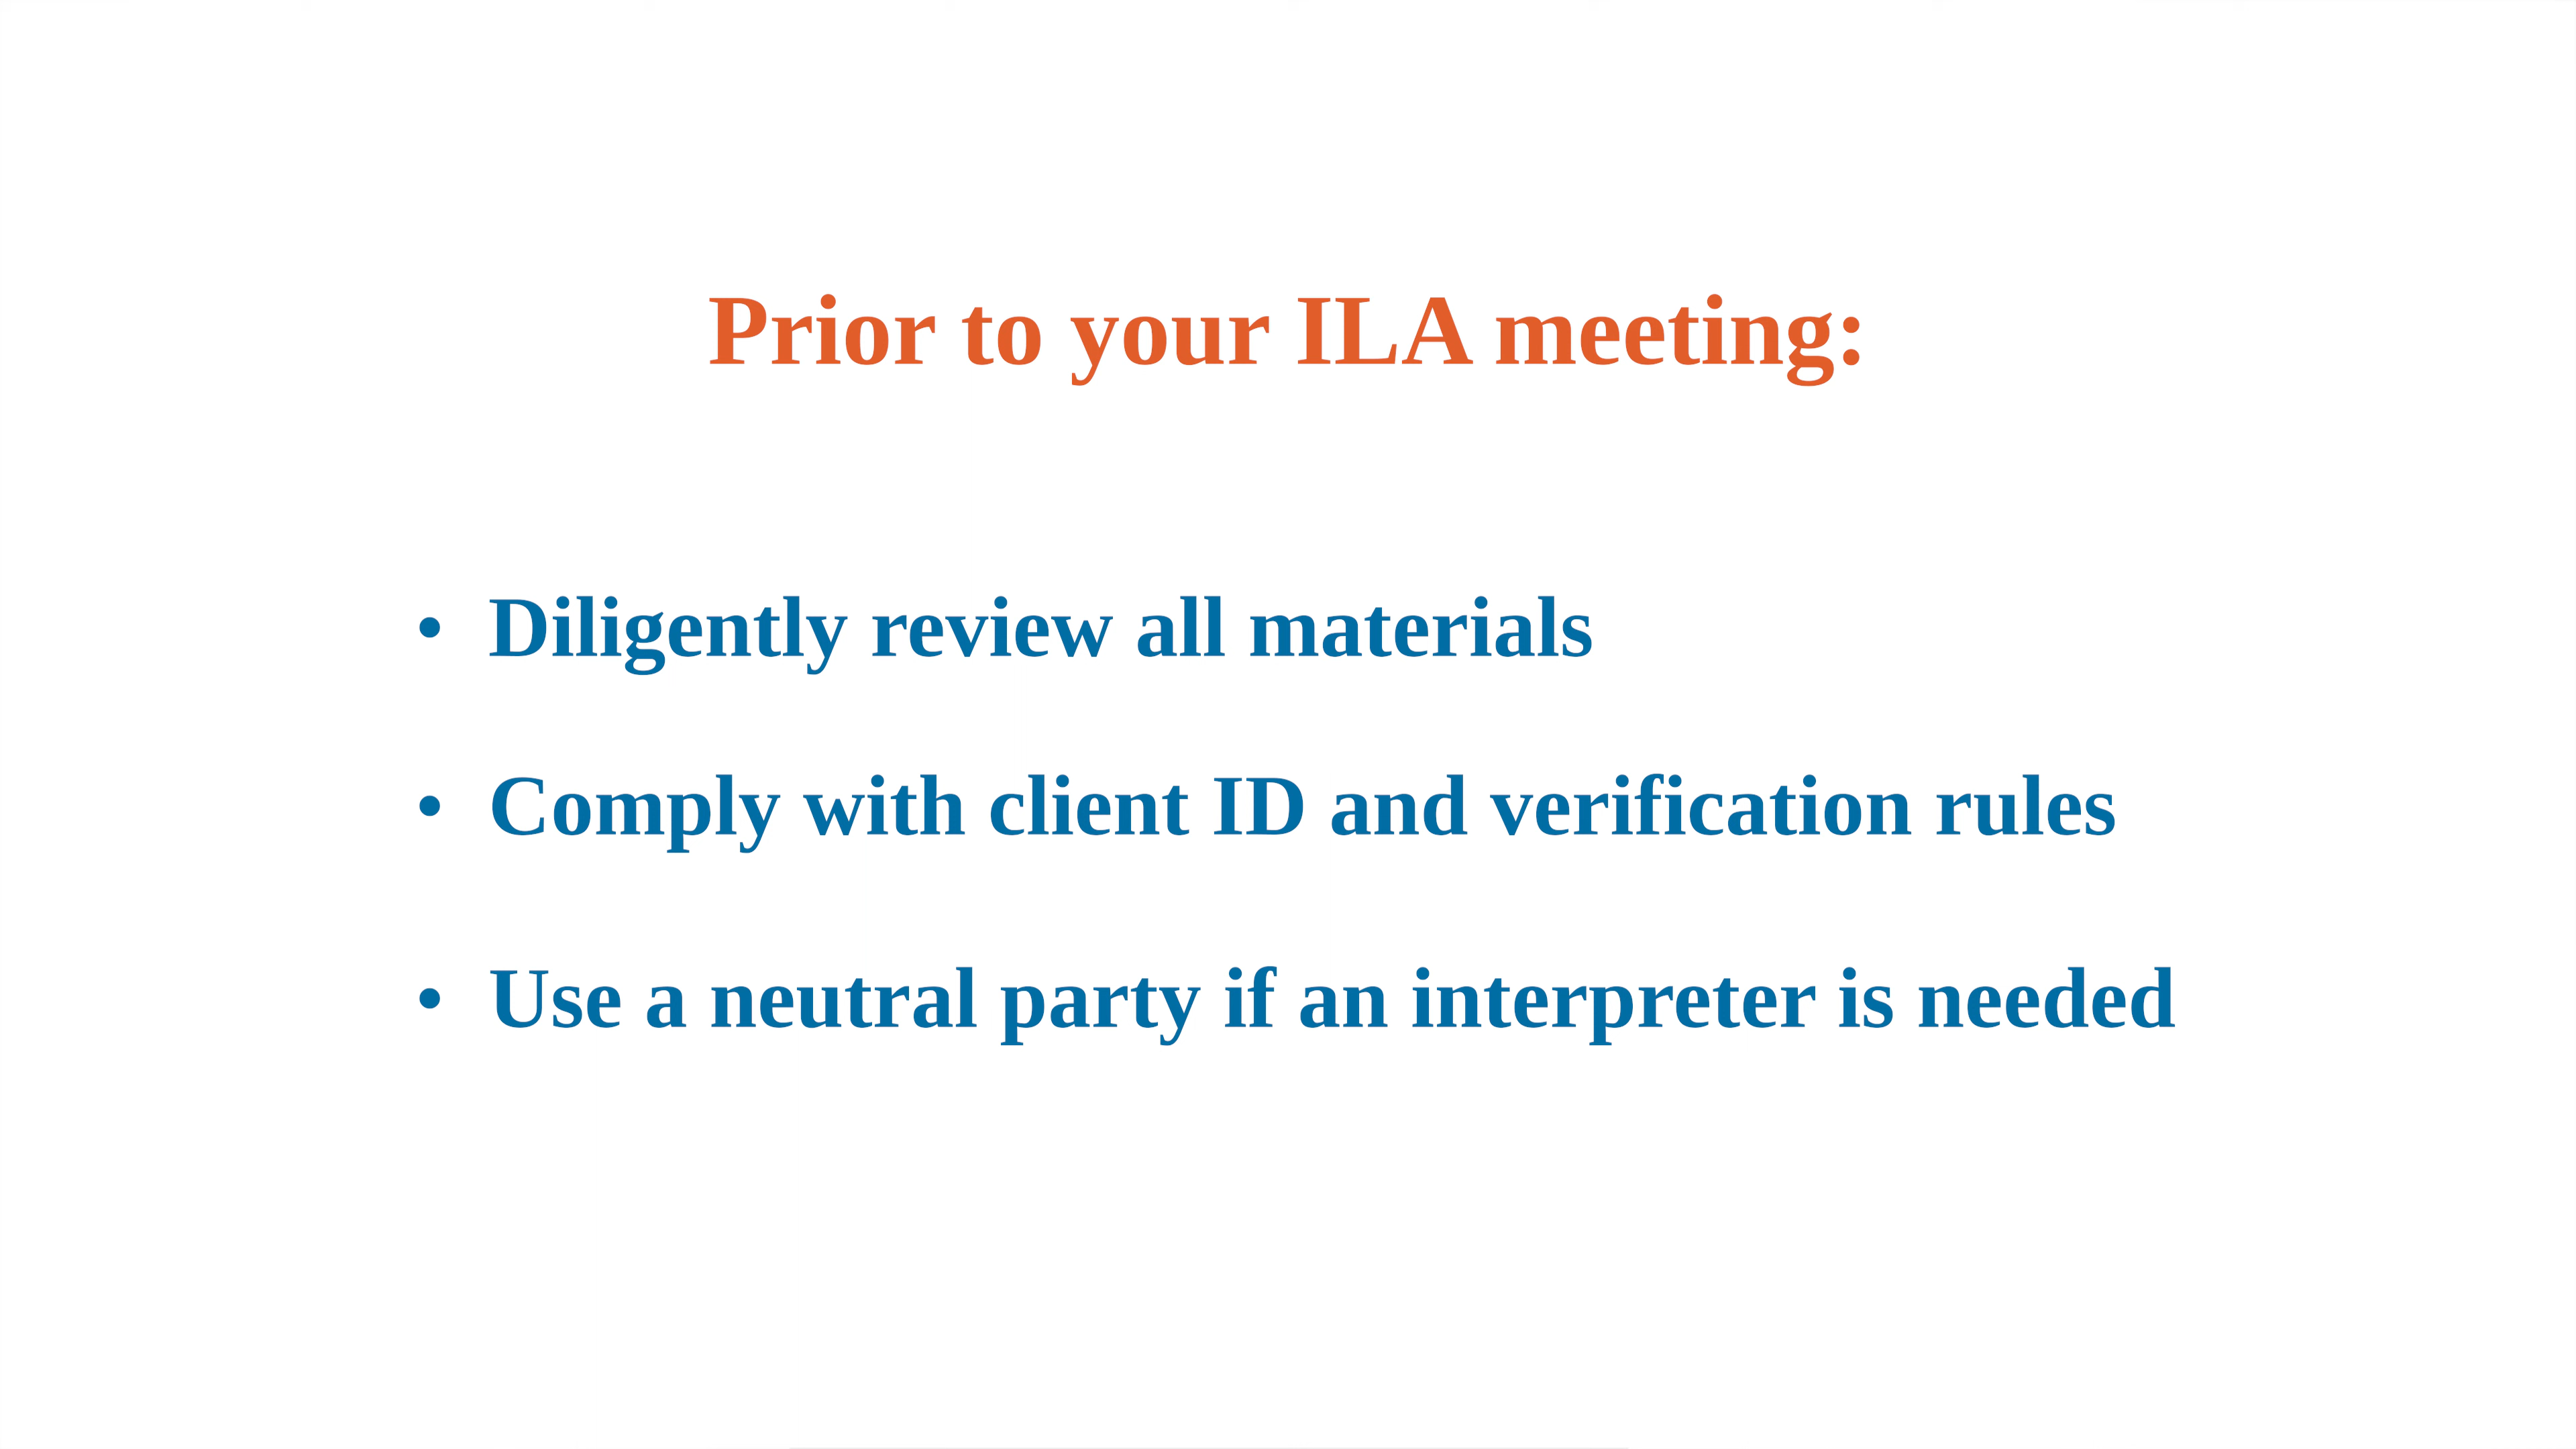 Prior to your ILA meeting:
• Diligently review all materials
• Comply with client ID and verification rules
• Use a neutral party if an interpreter is needed